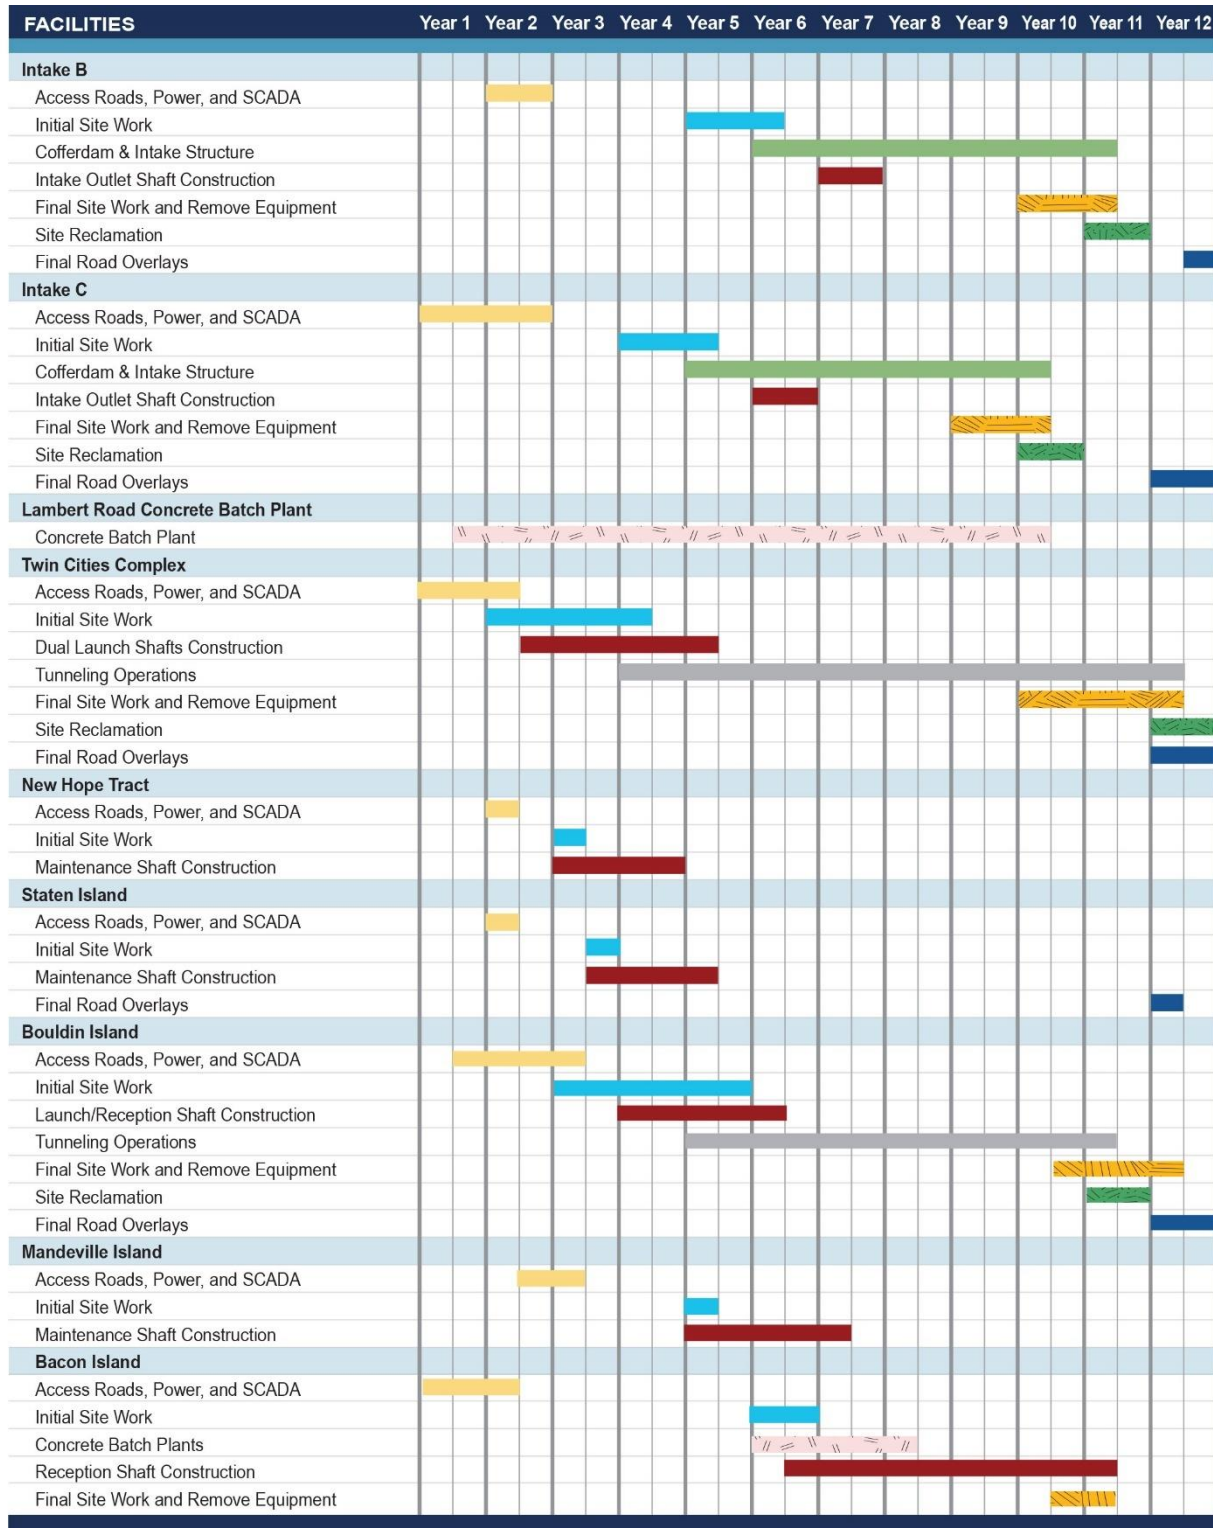 FACILITIES Year 1 Year 2 Year 3 Year 4 Year 5 Year 6 Year 7 Year 8 Year 9 Year 10 Year 11 Year 12
Intake B
Access Roads, Power, and SCADA
Initial Site Work
Cofferdam & Intake Structure
Intake Outlet Shaft Construction
Final Site Work and Remove Equipment
Site Reclamation
Final Road Overlays
Intake C
Access Roads, Power, and SCADA
Initial Site Work
Cofferdam & Intake Structure
Intake Outlet Shaft Construction
Final Site Work and Remove Equipment
Site Reclamation
Final Road Overlays
Lambert Road Concrete Batch Plant
Concrete Batch Plant
Twin Cities Complex
Access Roads, Power, and SCADA
Initial Site Work
Dual Launch Shafts Construction
Tunneling Operations
Final Site Work and Remove Equipment
Site Reclamation
Final Road Overlays
New Hope Tract
Access Roads, Power, and SCADA
Initial Site Work
Maintenance Shaft Construction
Staten Island
Access Roads, Power, and SCADA
Initial Site Work
Maintenance Shaft Construction
Final Road Overlays
Bouldin Island
Access Roads, Power, and SCADA
Initial Site Work
Launch/Reception Shaft Construction
Tunneling Operations
Final Site Work and Remove Equipment
Site Reclamation
Final Road Overlays
Mandeville Island
Access Roads, Power, and SCADA
Initial Site Work
Maintenance Shaft Construction
Bacon Island
Access Roads, Power, and SCADA
Initial Site Work
Concrete Batch Plants
Reception Shaft Construction
Final Site Work and Remove Equipment